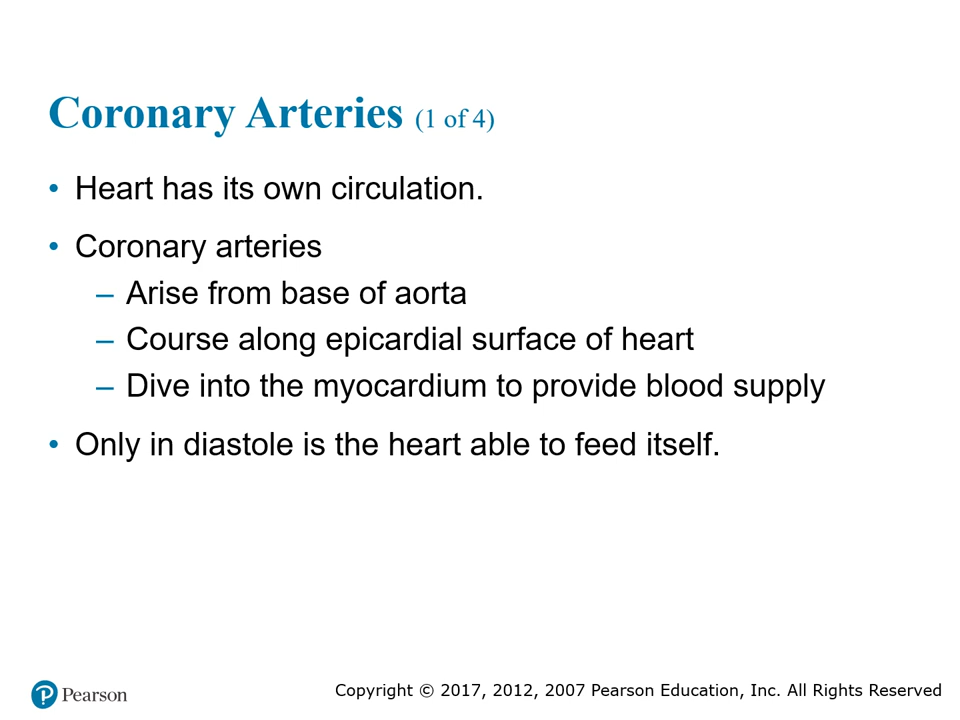 Coronary Arteries (1 of 4)
• Heart has its own circulation.
• Coronary arteries
– Arise from base of aorta
– Course along epicardial surface of heart
– Dive into the myocardium to provide blood supply
• Only in diastole is the heart able to feed itself.
P Pearson
Copyright © 2017, 2012, 2007 Pearson Education, Inc. All Rights Reserved